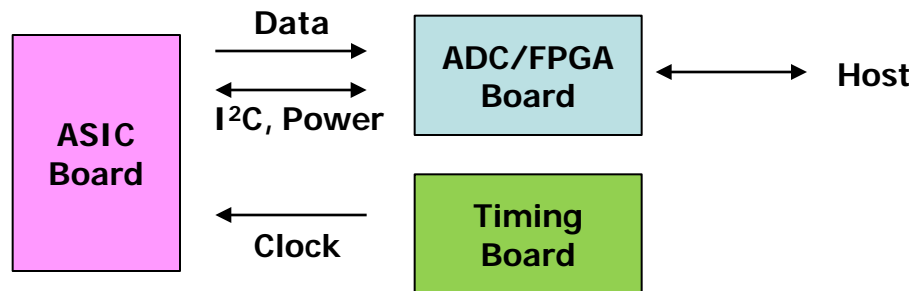 Data
ADC/FPGA
Board
Host
I²C, Power
ASIC
Board
Clock
Timing
Board